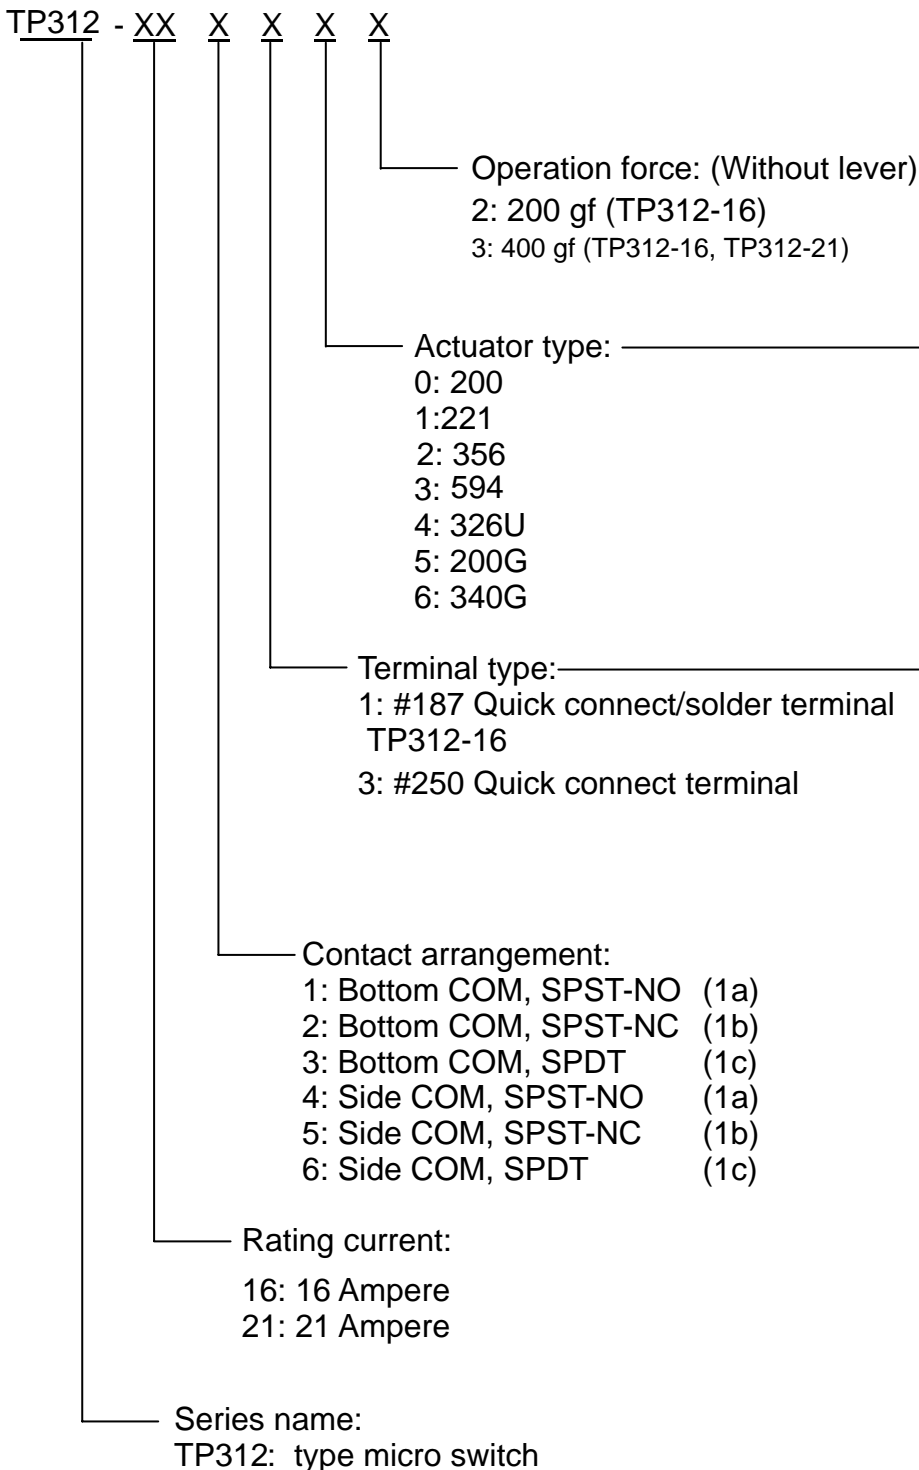 TP312 - XX X X X X
Operation force: (Without lever)
2: 200 gf (TP312-16)
3: 400 gf (TP312-16, TP312-21)
Actuator type:
0: 200
1:221
2: 356
3: 594
4: 326U
5: 200G
6: 340G
Terminal type:
1: #187 Quick connect/solder terminal
TP312-16
3: #250 Quick connect terminal
Contact arrangement:
1: Bottom COM, SPST-NO (1a)
2: Bottom COM, SPST-NC (1b)
3: Bottom COM, SPDT (1c)
4: Side COM, SPST-NO (1a)
5: Side COM, SPST-NC (1b)
6: Side COM, SPDT (1c)
Rating current:
16: 16 Ampere
21: 21 Ampere
Series name:
TP312: type micro switch